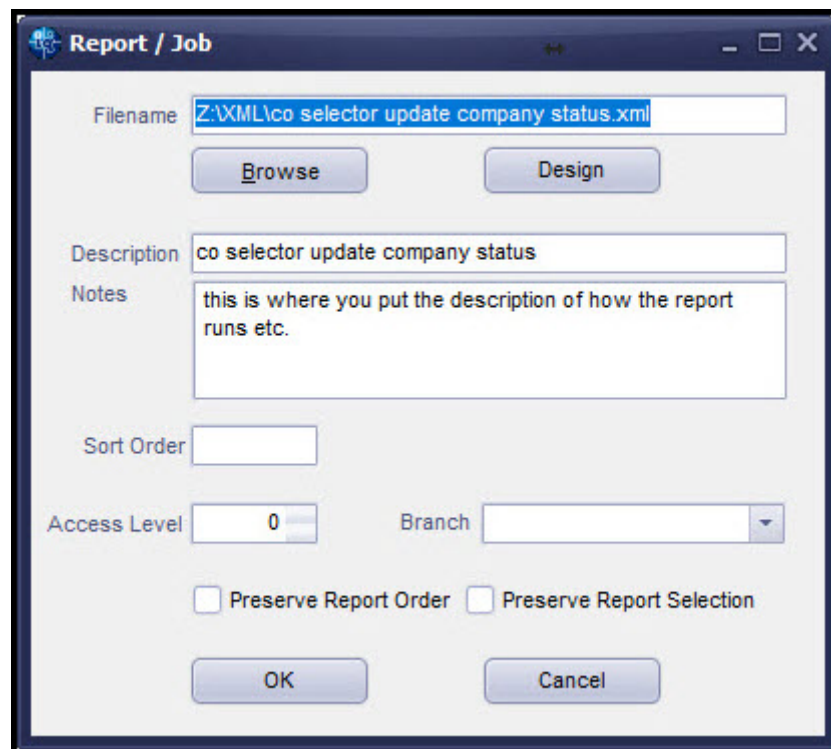 Report / Job
Filename Z:\XML\co selector update company status.xml
Browse Design
Description co selector update company status
Notes this is where you put the description of how the report
runs etc.
Sort Order
Access Level 0 Branch
Preserve Report Order Preserve Report Selection
OK Cancel